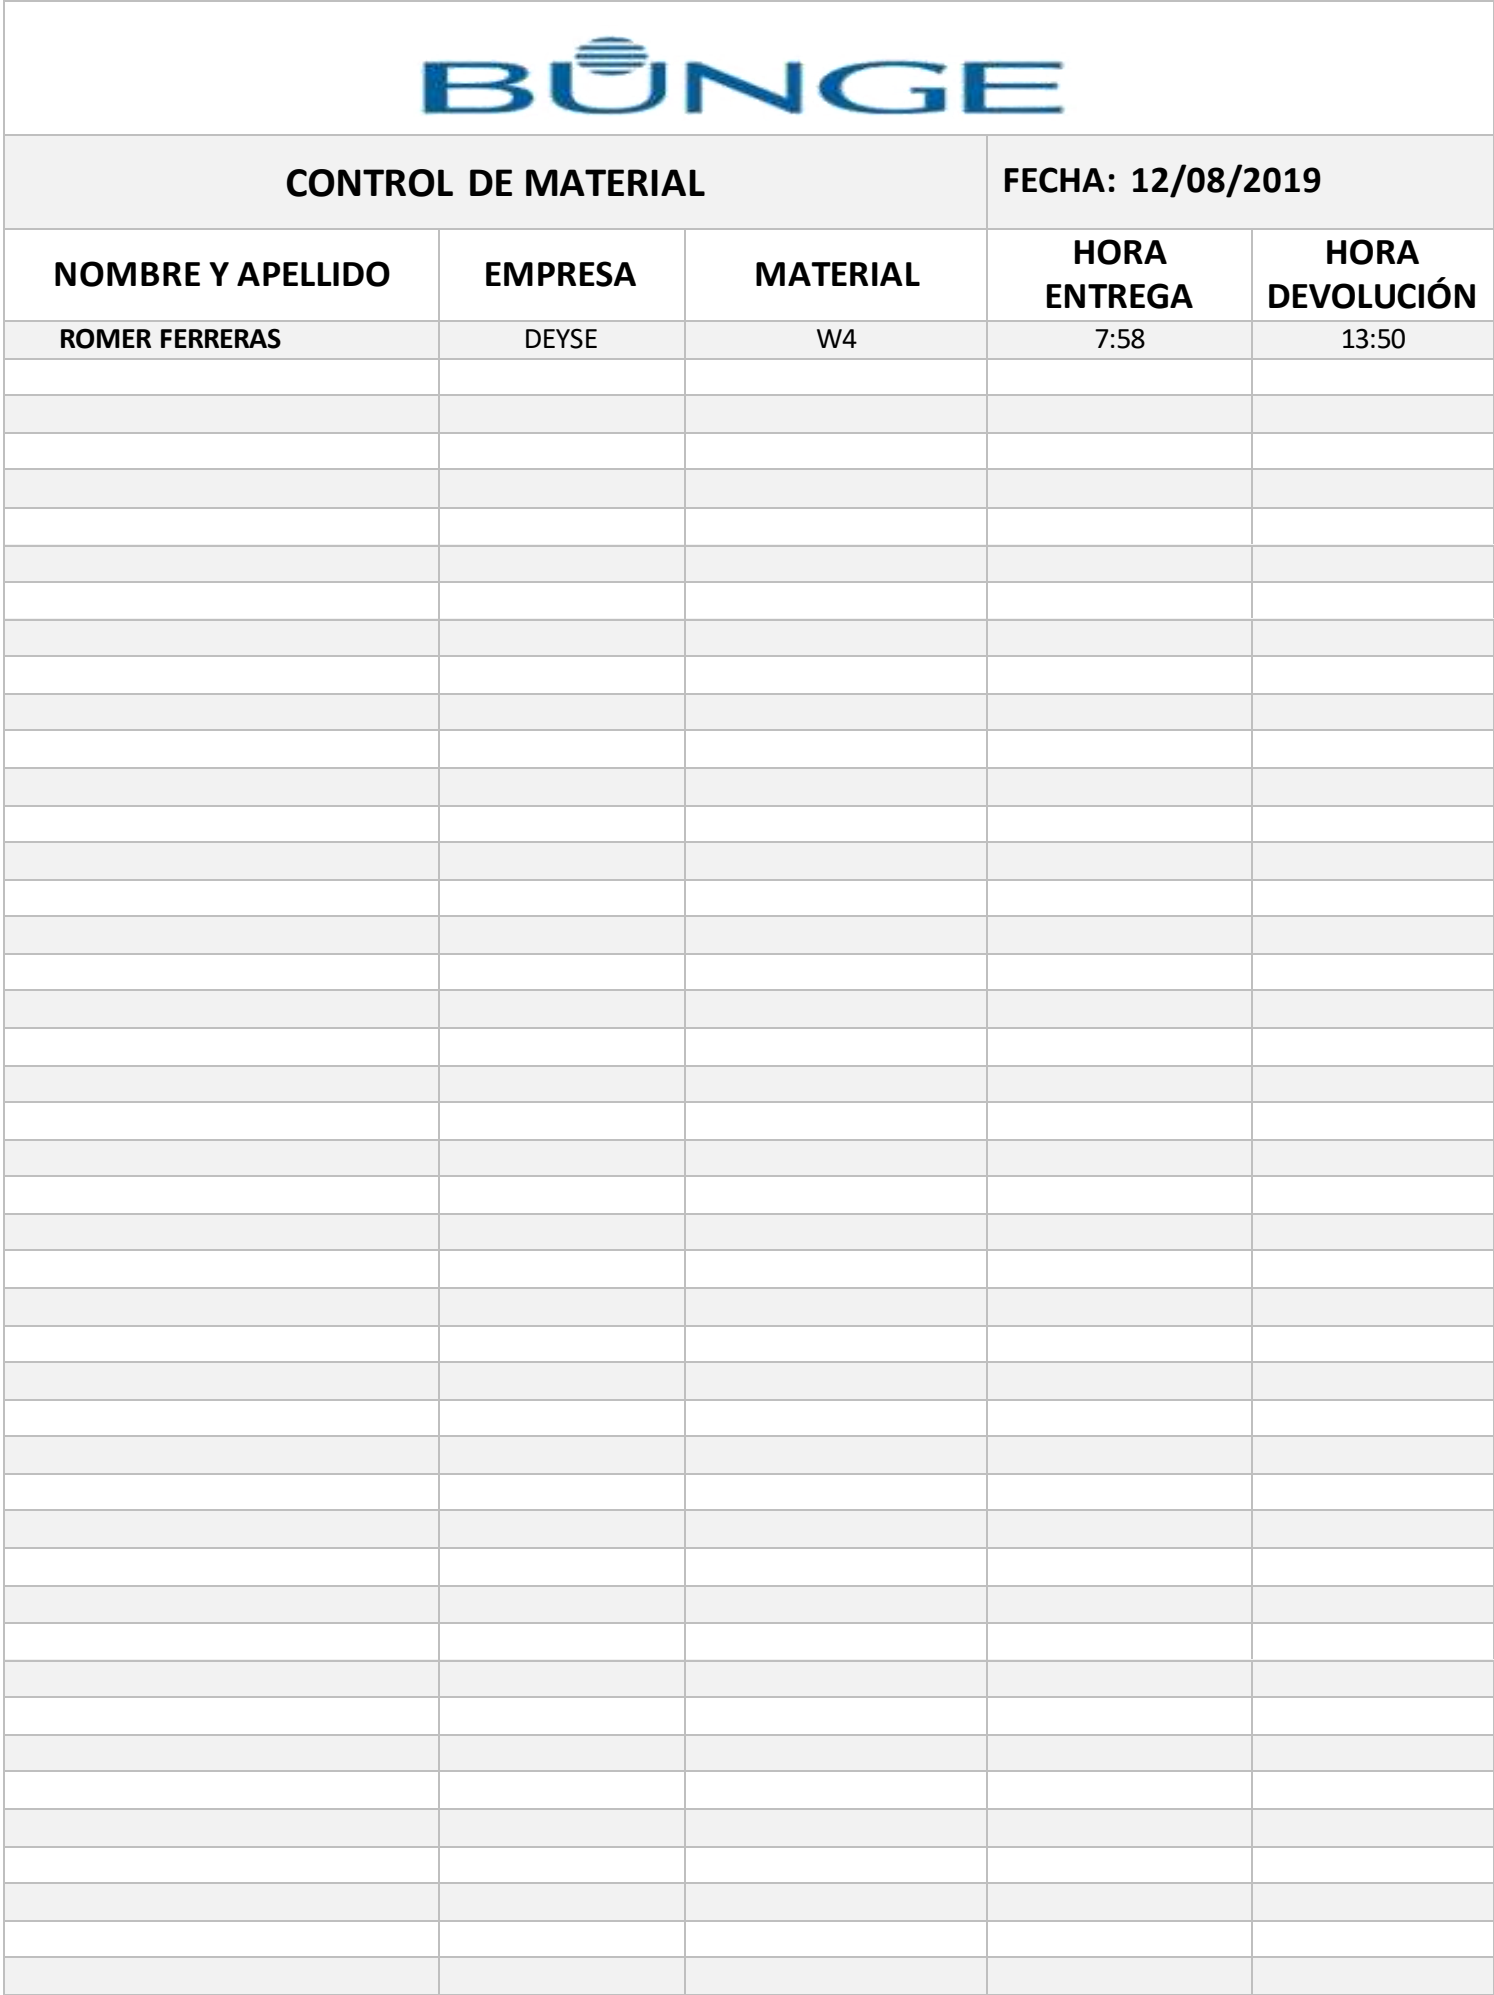 BUNGE
CONTROL DE MATERIAL
FECHA: 12/08/2019
NOMBRE Y APELLIDO
EMPRESA
MATERIAL
HORA
ENTREGA
HORA
DEVOLUCIÓN
ROMER FERRERAS
DEYSE
W4
7:58
13:50